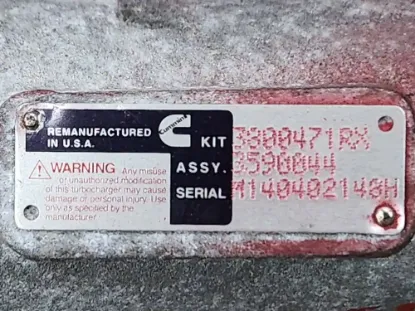 REMANUFACTURED
IN U.S.A.
Cummins
KIT 3800471RX
ASSY. 3590044
SERIAL M140402140H
WARNING Any misuse
or unauthorized modification
of this turbocharger may cause
damage or personal injury. Use
only as specified by the
manufacturer.